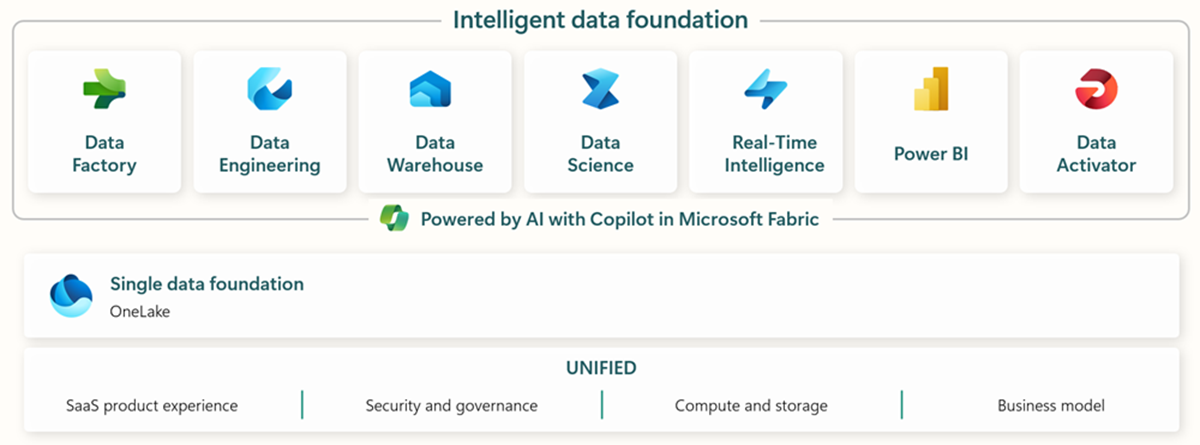 Intelligent data foundation
Data
Factory
Data
Engineering
Data
Warehouse
Data
Science
Real-Time
Intelligence
Power BI
Data
Activator
Powered by AI with Copilot in Microsoft Fabric
Single data foundation
OneLake
UNIFIED
SaaS product experience
Security and governance
Compute and storage
Business model